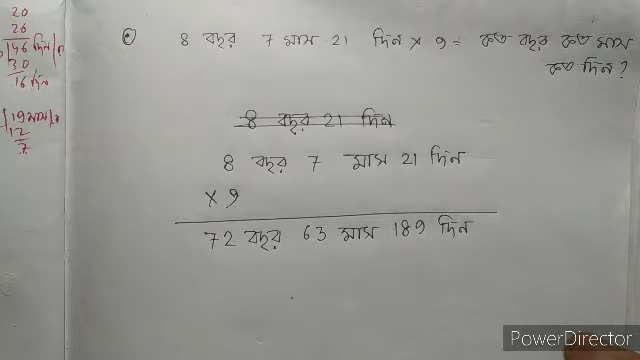 20
26
46 দিন
30
16 দিন
19 মাস
12
7
8 বছর 7 মাস 21 দিন × 9 = কত বছর কত মাস
কত দিন?
8 বছর 21 দিন
8 বছর 7 মাস 21 দিন
× 9
72 বছর 63 মাস 189 দিন
PowerDirector